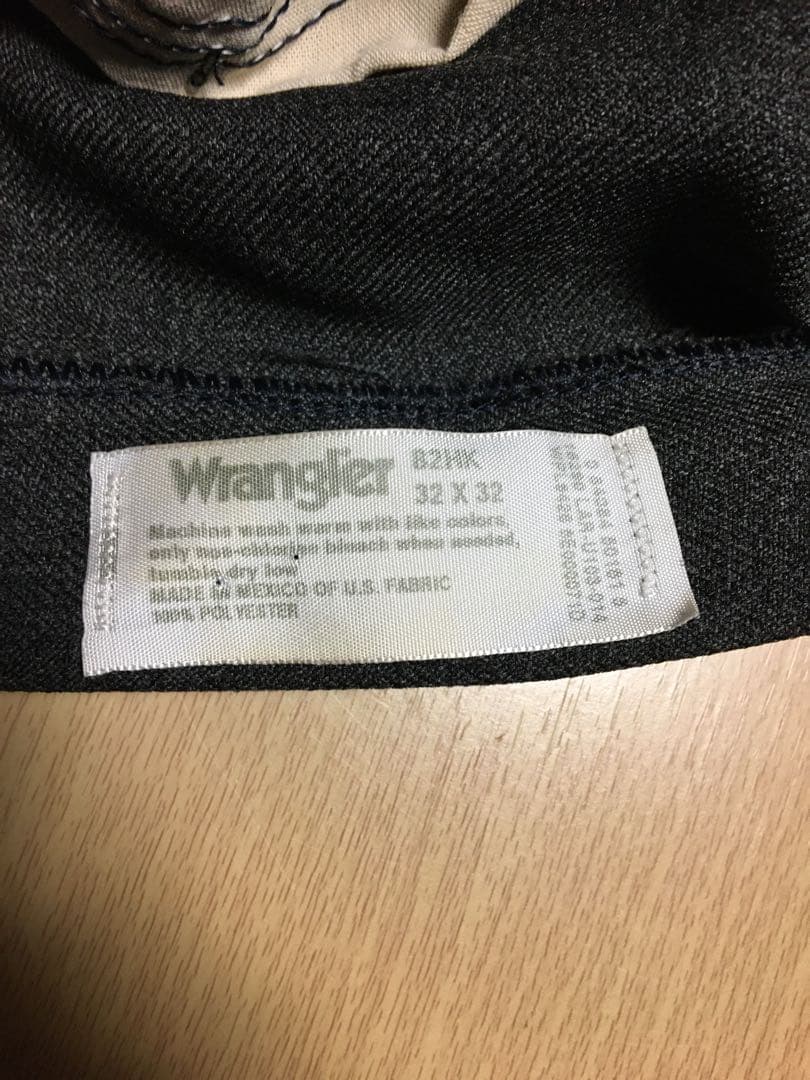 Wrangler 82HK
32 X 32
Machine wash warm with like colors,
only non-chlorine bleach when needed,
tumble dry low
MADE IN MEXICO OF U.S. FABRIC
100% POLYESTER